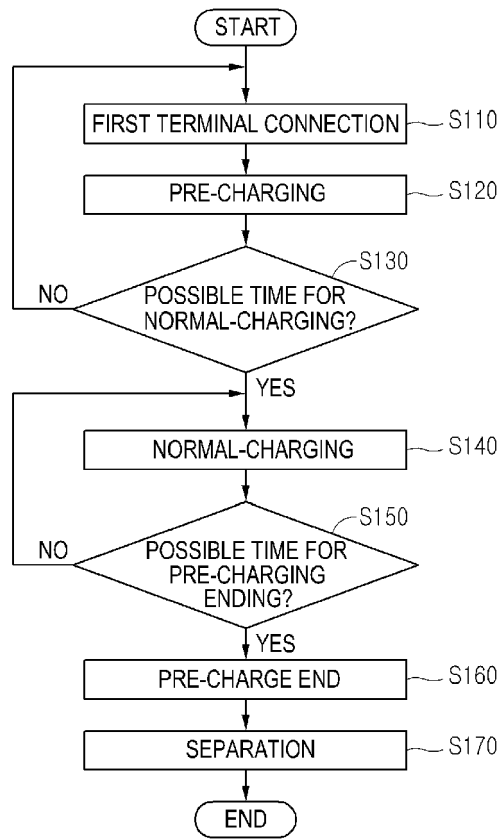 START
FIRST TERMINAL CONNECTION
S110
PRE-CHARGING
S120
S130
NO
POSSIBLE TIME FOR
NORMAL-CHARGING?
YES
NORMAL-CHARGING
S140
S150
NO
POSSIBLE TIME FOR
PRE-CHARGING
ENDING?
YES
PRE-CHARGE END
S160
SEPARATION
S170
END